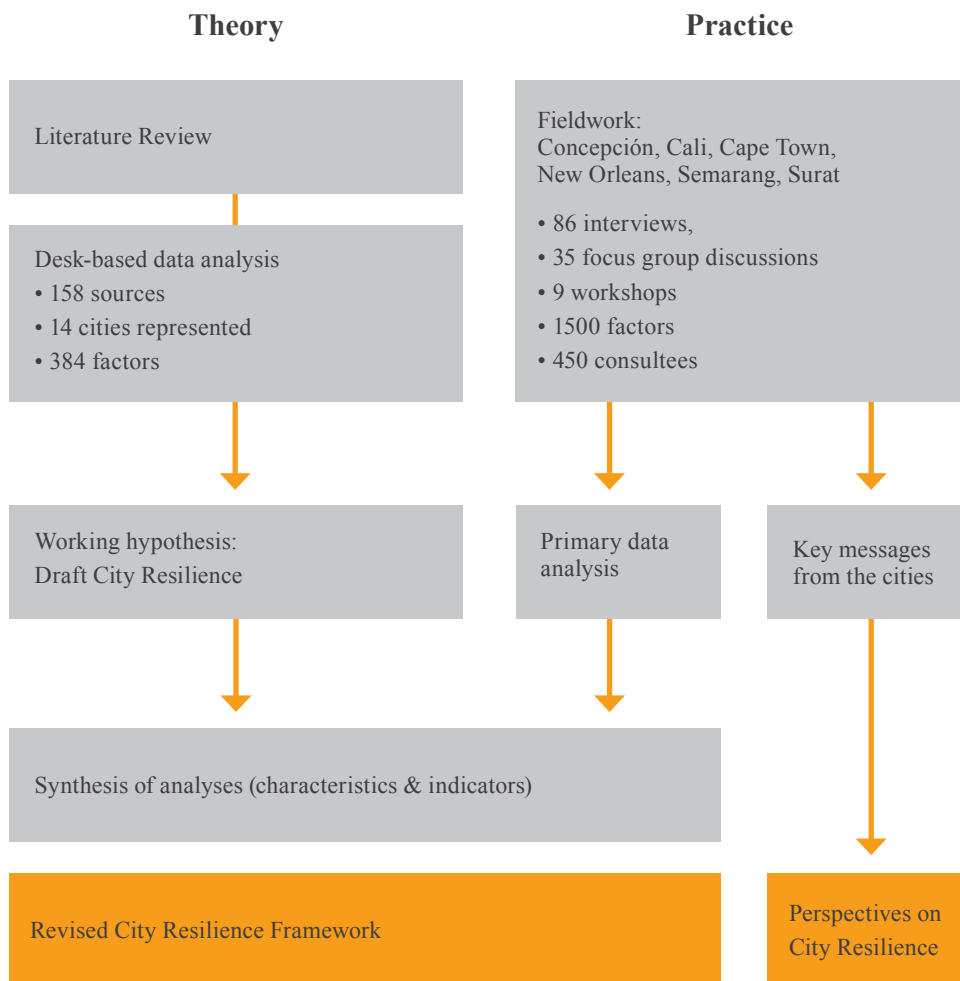 Theory
Literature Review
Desk-based data analysis
• 158 sources
• 14 cities represented
• 384 factors
Working hypothesis:
Draft City Resilience
Practice
Fieldwork:
Concepción, Cali, Cape Town,
New Orleans, Semarang, Surat
• 86 interviews,
• 35 focus group discussions
• 9 workshops
• 1500 factors
• 450 consultees
Primary data
analysis
Key messages
from the cities
Synthesis of analyses (characteristics & indicators)
Revised City Resilience Framework
Perspectives on
City Resilience